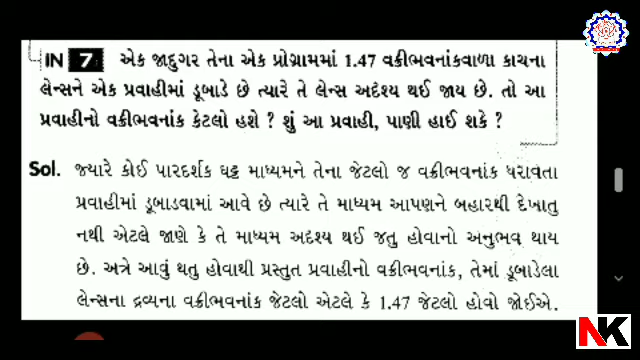 IN 7 એક જાદુગર તેના એક પ્રોગ્રામમાં 1.47 વક્રીભવનાંકવાળા કાચના
લેન્સને એક પ્રવાહીમાં ડૂબાડે છે ત્યારે તે લેન્સ અદશ્ય થઈ જાય છે. તો આ
પ્રવાહીનો વક્રીભવનાંક કેટલો હશે ? શું આ પ્રવાહી, પાણી હાઈ શકે ?
Sol. જ્યારે કોઈ પારદર્શક ઘટ્ટ માધ્યમને તેના જેટલો જ વક્રીભવનાંક ધરાવતા
પ્રવાહીમાં ડૂબાડવામાં આવે છે ત્યારે તે માધ્યમ આપણને બહારથી દેખાતુ
નથી એટલે જાણે કે તે માધ્યમ અદશ્ય થઈ જતુ હોવાનો અનુભવ થાય
છે. અત્રે આવું થતુ હોવાથી પ્રસ્તુત પ્રવાહીનો વક્રીભવનાંક, તેમાં ડૂબાડેલા
લેન્સના દ્રવ્યના વક્રીભવનાંક જેટલો એટલે કે 1.47 જેટલો હોવો જોઈએ.
NK